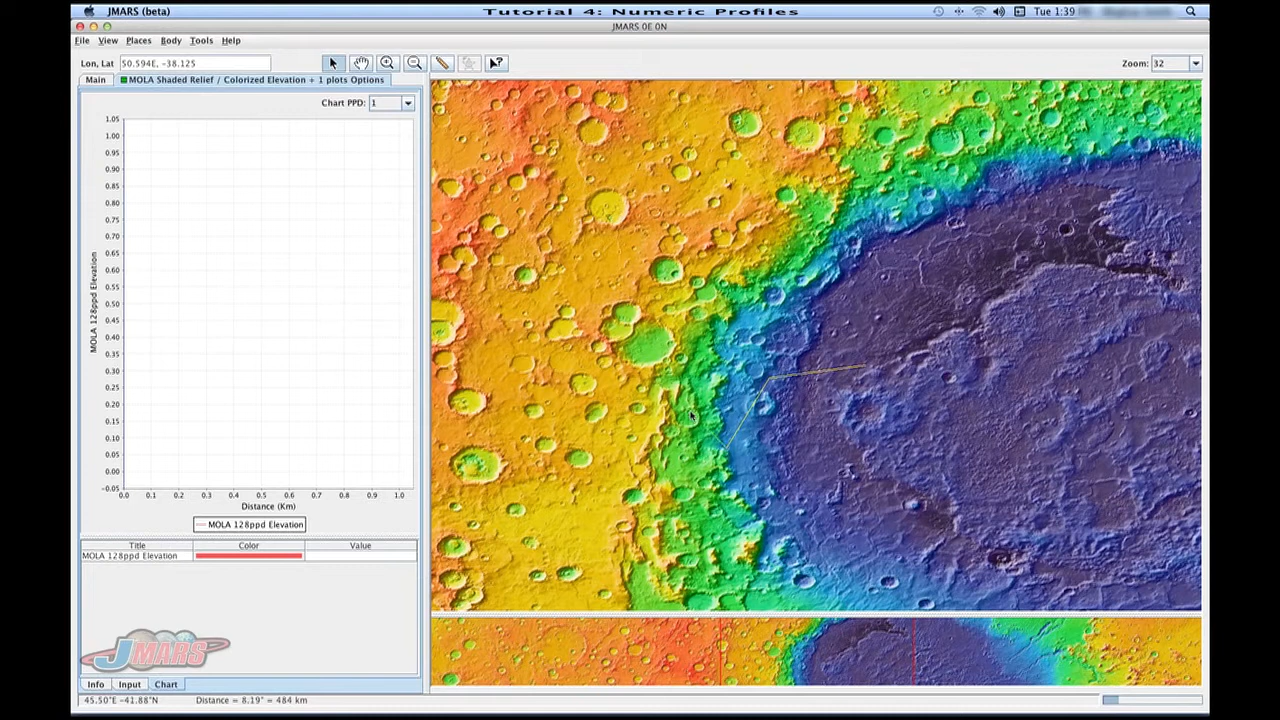 JMARS (beta)
Tutorial 4: Numeric Profiles
Tue 1:39
JMARS 0E 0N
File View Places Body Tools Help
Lon, Lat 50.594E, -38.125
Zoom: 32
Main MOLA Shaded Relief / Colorized Elevation + 1 plots Options
Chart PPD: 1
1.05
1.00
0.95
0.90
0.85
0.80
0.75
0.70
0.65
0.60
0.55
0.50
0.45
0.40
0.35
0.30
0.25
0.20
0.15
0.10
0.05
0.00
-0.05
MOLA 128ppd Elevation
0.0 0.1 0.2 0.3 0.4 0.5 0.6 0.7 0.8 0.9 1.0
Distance (Km)
MOLA 128ppd Elevation
Title Color Value
MOLA 128ppd Elevation
JMARS
Info Input Chart
45.50°E -41.88°N Distance = 8.19° = 484 km